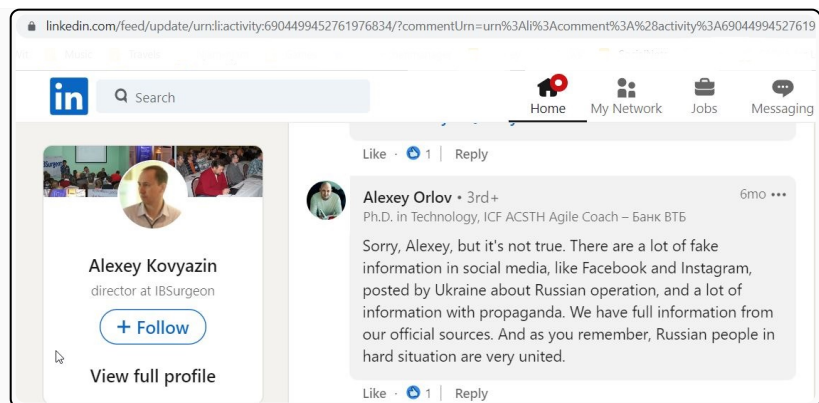 linkedin.com/feed/update/urn:li:activity:6904499452761976834/?commentUrn=urn%3Ali%3Acomment%3A%28activity%3A69044994527619
in
Search
Home
My Network
Jobs
Messaging
Like · 1 | Reply
Alexey Kovyazin
director at IBSurgeon
+ Follow
View full profile
Alexey Orlov • 3rd+
6mo •••
Ph.D. in Technology, ICF ACSTH Agile Coach – Банк ВТБ
Sorry, Alexey, but it's not true. There are a lot of fake
information in social media, like Facebook and Instagram,
posted by Ukraine about Russian operation, and a lot of
information with propaganda. We have full information from
our official sources. And as you remember, Russian people in
hard situation are very united.
Like · 1 | Reply